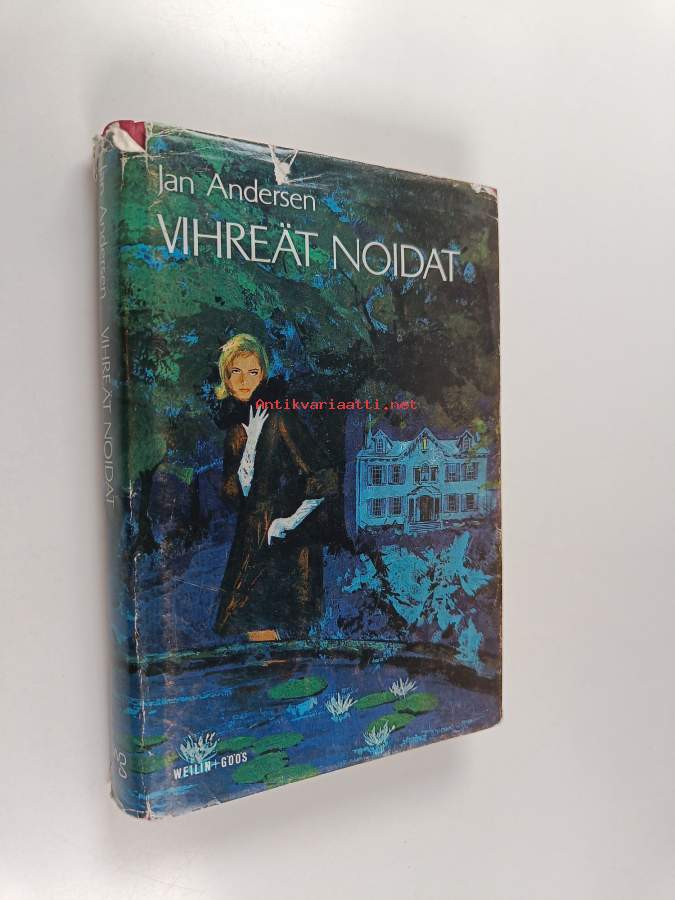 Jan Andersen
VIHREÄT NOIDAT
Antikvariaatti.net
WEILIN+GÖÖS
Jan Andersen VIHREÄT NOIDAT